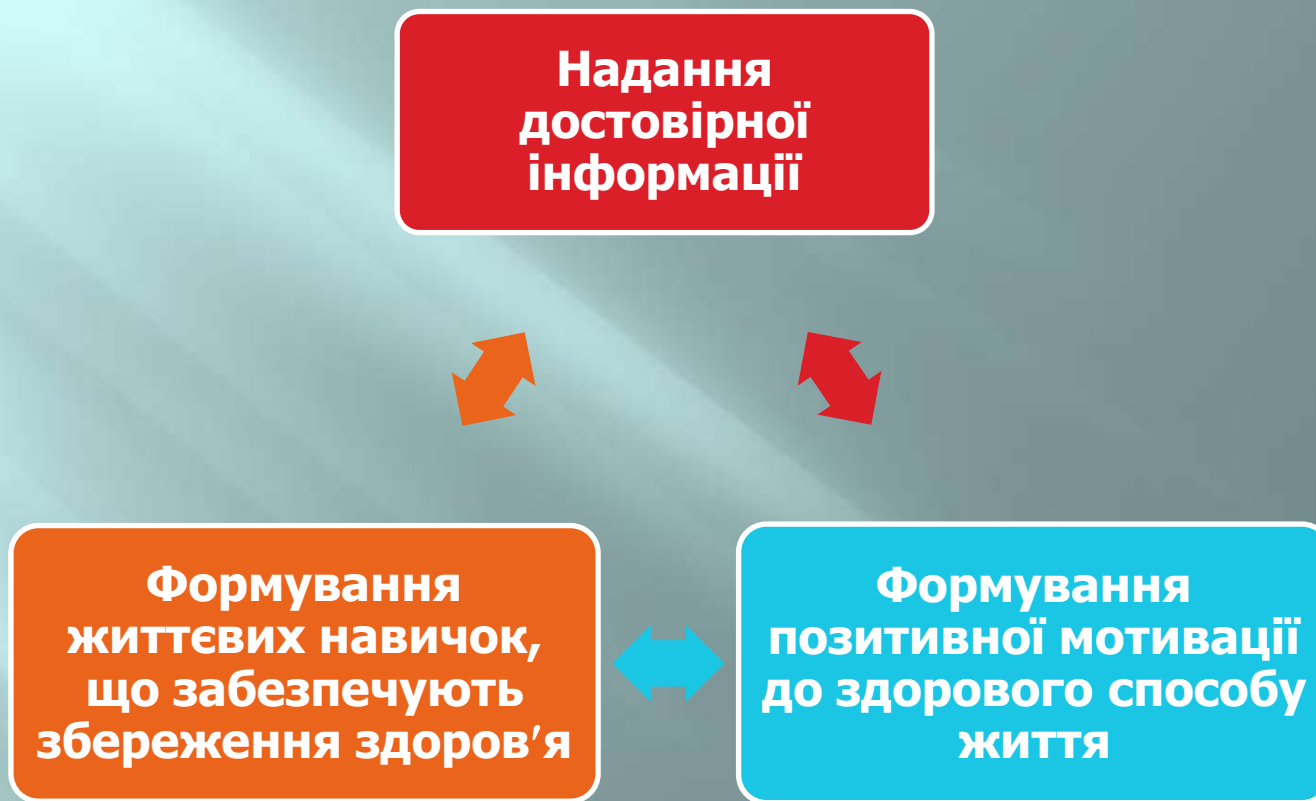 Надання
достовірної
інформації
Формування
життєвих навичок,
що забезпечують
збереження здоров′я
Формування
позитивної мотивації
до здорового способу
життя